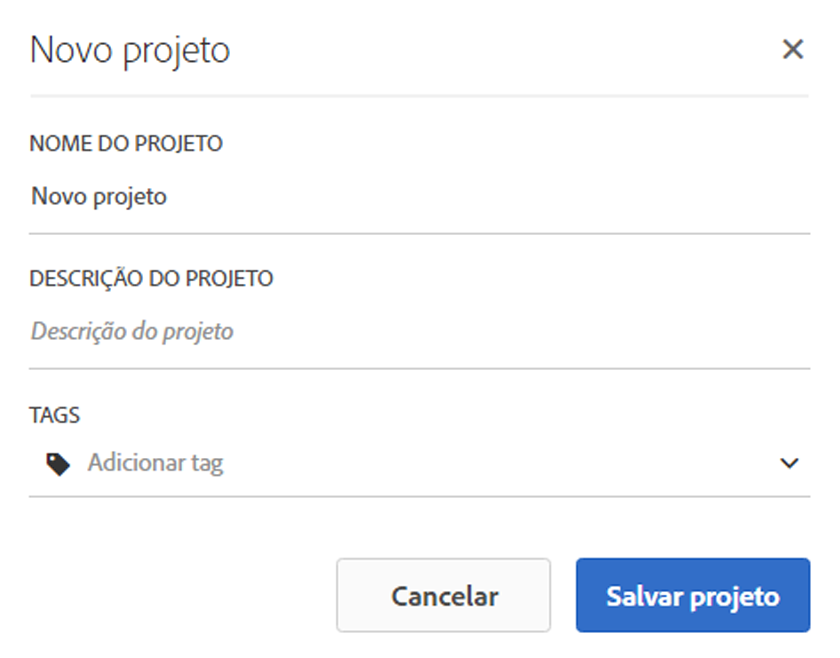 Novo projeto
NOME DO PROJETO
Novo projeto
DESCRIÇÃO DO PROJETO
Descrição do projeto
TAGS
Adicionar tag
Cancelar
Salvar projeto